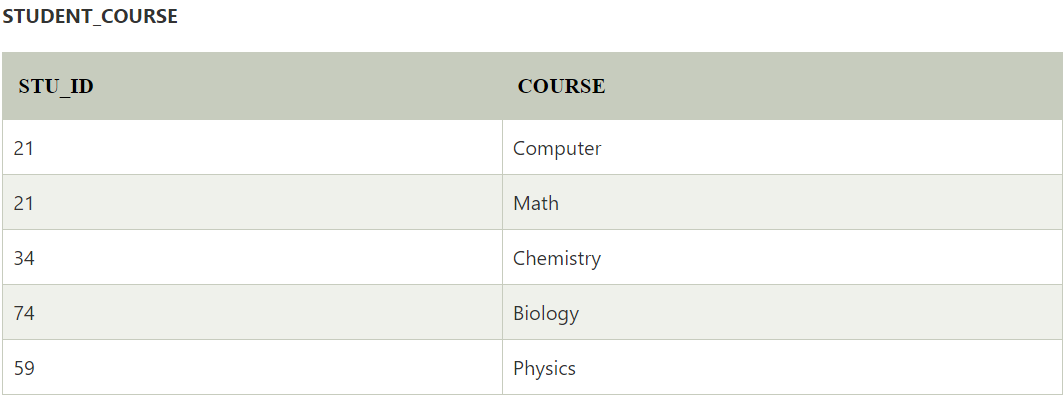 STUDENT_COURSE
STU_ID COURSE
21 Computer
21 Math
34 Chemistry
74 Biology
59 Physics